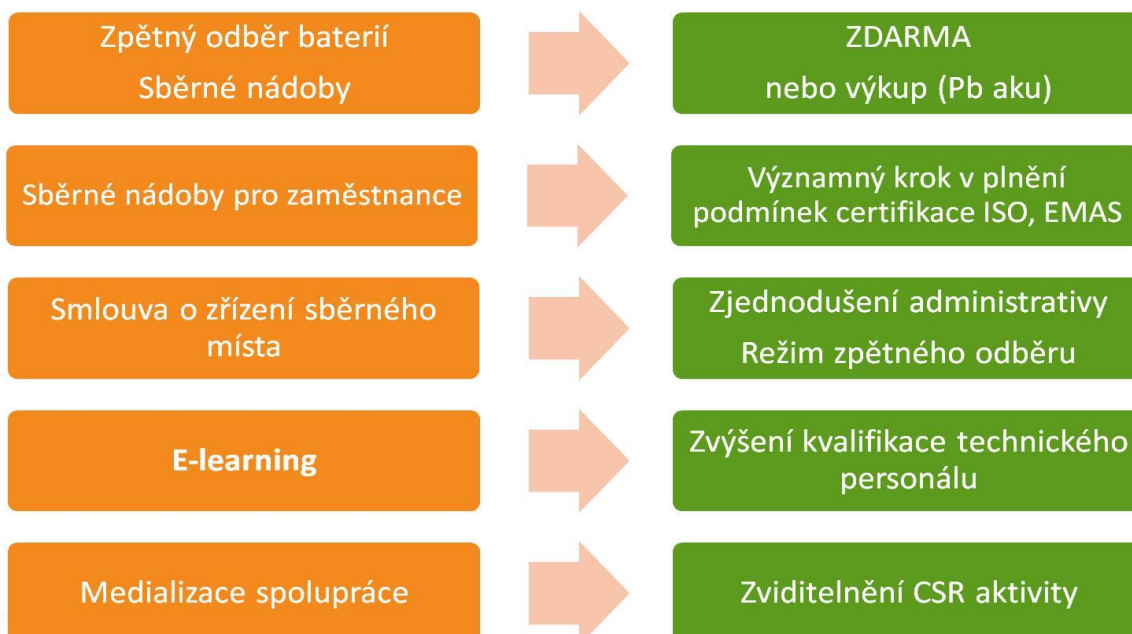 Zpětný odběr baterií
Sběrné nádoby
ZDARMA
nebo výkup (Pb aku)
Sběrné nádoby pro zaměstnance
Významný krok v plnění
podmínek certifikace ISO, EMAS
Smlouva o zřízení sběrného
místa
Zjednodušení administrativy
Režim zpětného odběru
E-learning
Zvýšení kvalifikace technického
personálu
Medializace spolupráce
Zviditelnění CSR aktivity